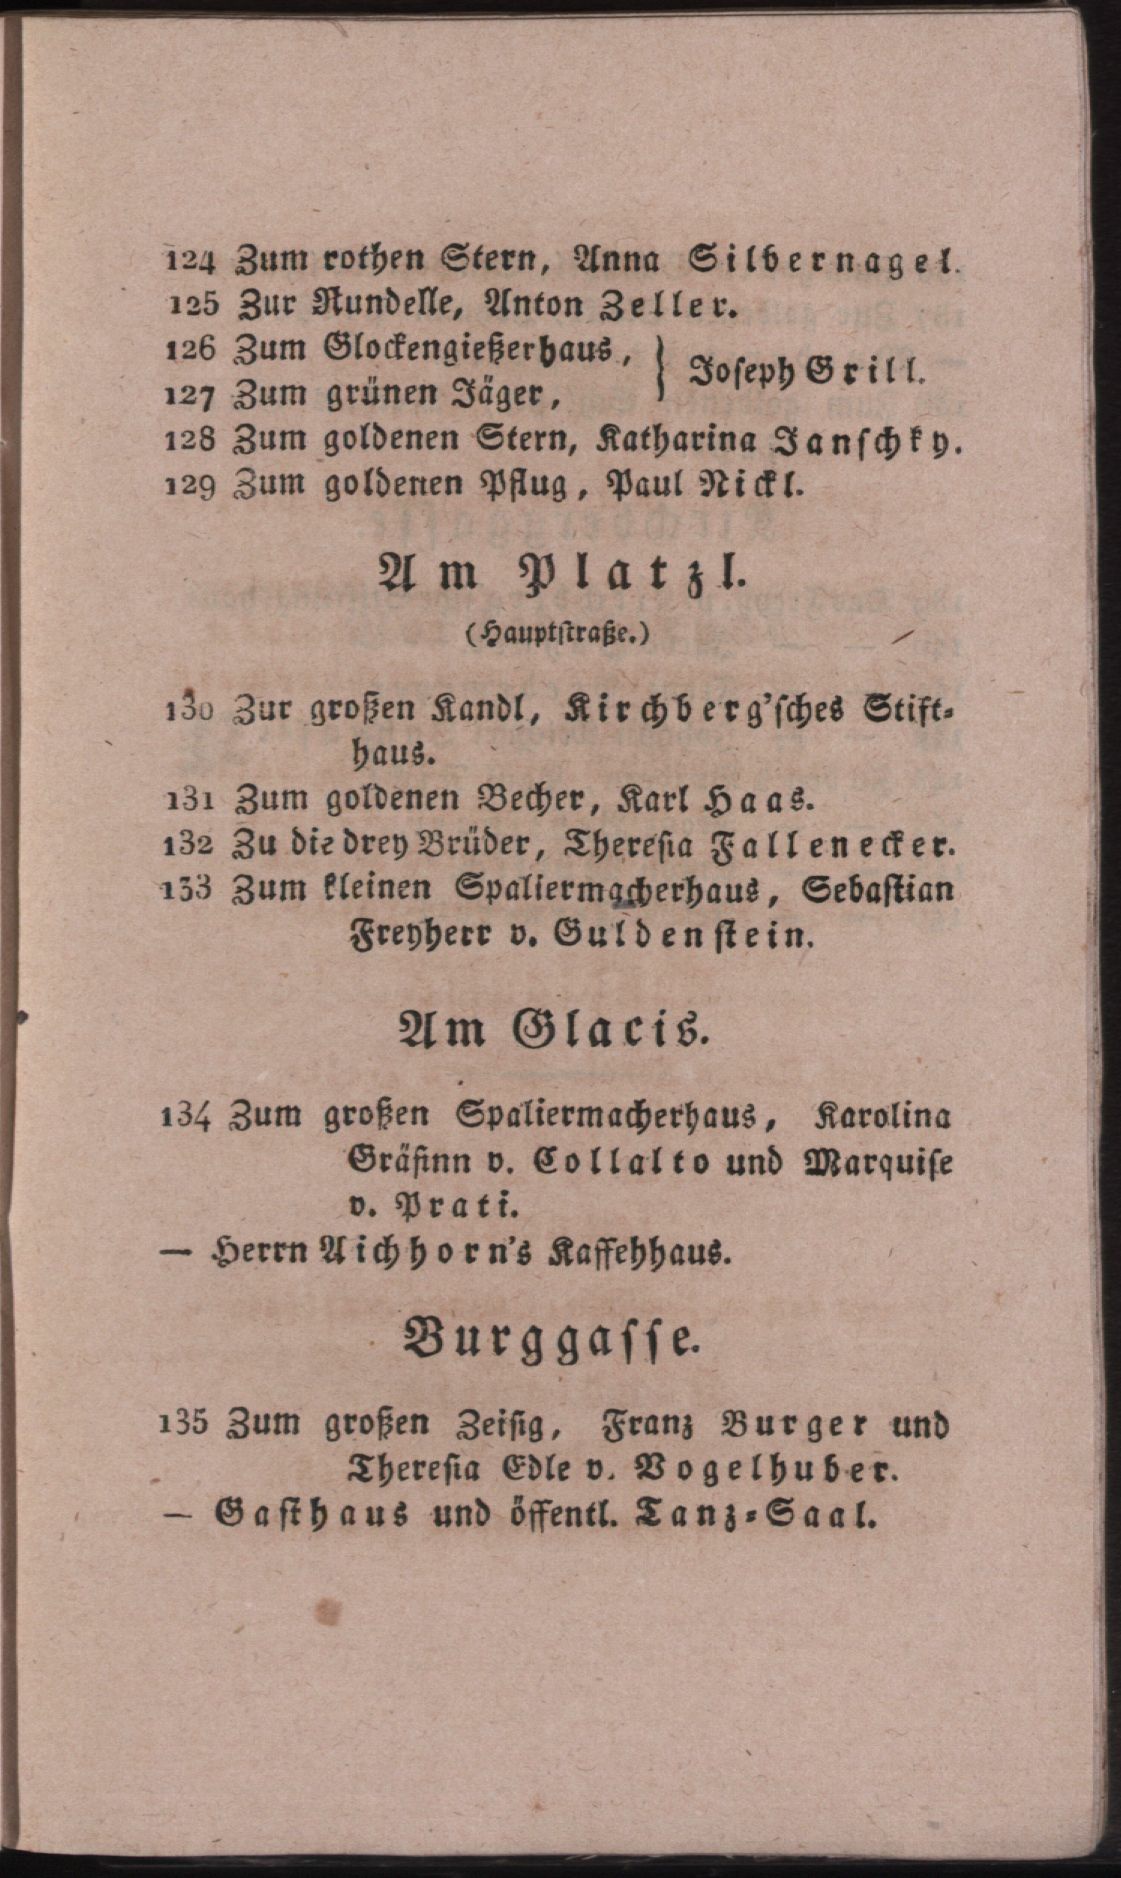 124 Zum rothen Stern, Anna Silbernagel.
125 Zur Rundelle, Anton Zeller.
126 Zum Glockengießerhaus, } Joseph Grill.
127 Zum grünen Jäger,
128 Zum goldenen Stern, Katharina Janſchky.
129 Zum goldenen Pflug, Paul Nickl.
Am Platzl.
(Hauptſtraße.)
130 Zur großen Kandl, Kirchberg'ſches Stift-
haus.
131 Zum goldenen Becher, Karl Haas.
132 Zu die drey Brüder, Thereſia Fallenecker.
133 Zum kleinen Spaliermacherhaus, Sebaſtian
Freyherr v. Guldenſtein.
Am Glacis.
134 Zum großen Spaliermacherhaus, Karolina
Gräfinn v. Collalto und Marquiſe
v. Prati.
— Herrn Aichhorn's Kaffehhaus.
Burggaſſe.
135 Zum großen Zeiſig, Franz Burger und
Thereſia Edle v. Vogelhuber.
— Gaſthaus und öffentl. Tanz-Saal.